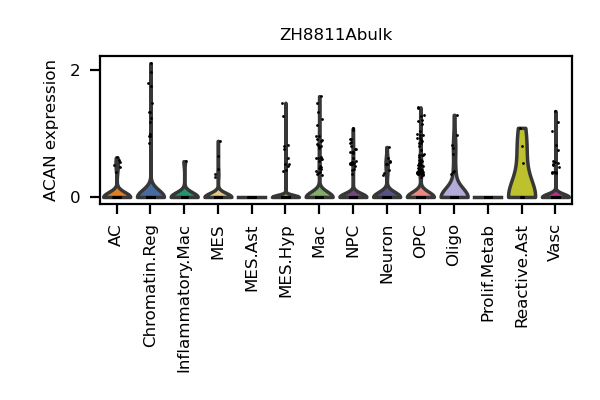 ZH8811Abulk
ACAN expression
2
0
AC
Chromatin.Reg
Inflammatory.Mac
MES
MES.Ast
MES.Hyp
Mac
NPC
Neuron
OPC
Oligo
Prolif.Metab
Reactive.Ast
Vasc